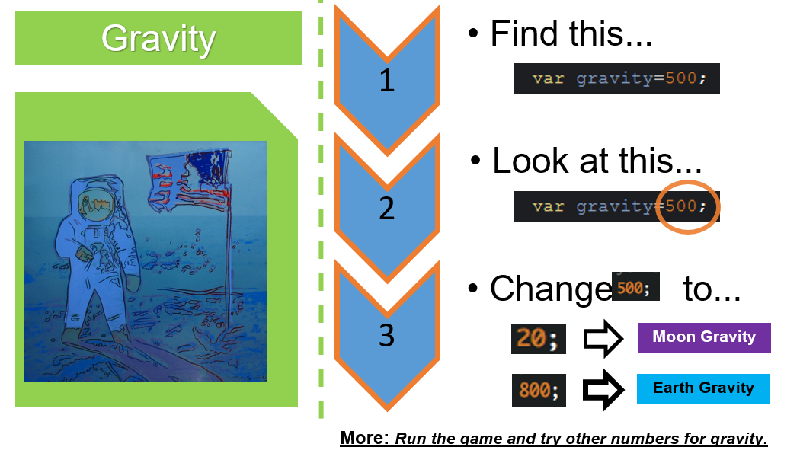 Gravity
1
• Find this...
var gravity=500;
2
• Look at this...
var gravity=500;
3
• Change 500; to...
20; Moon Gravity
800; Earth Gravity
More: Run the game and try other numbers for gravity.